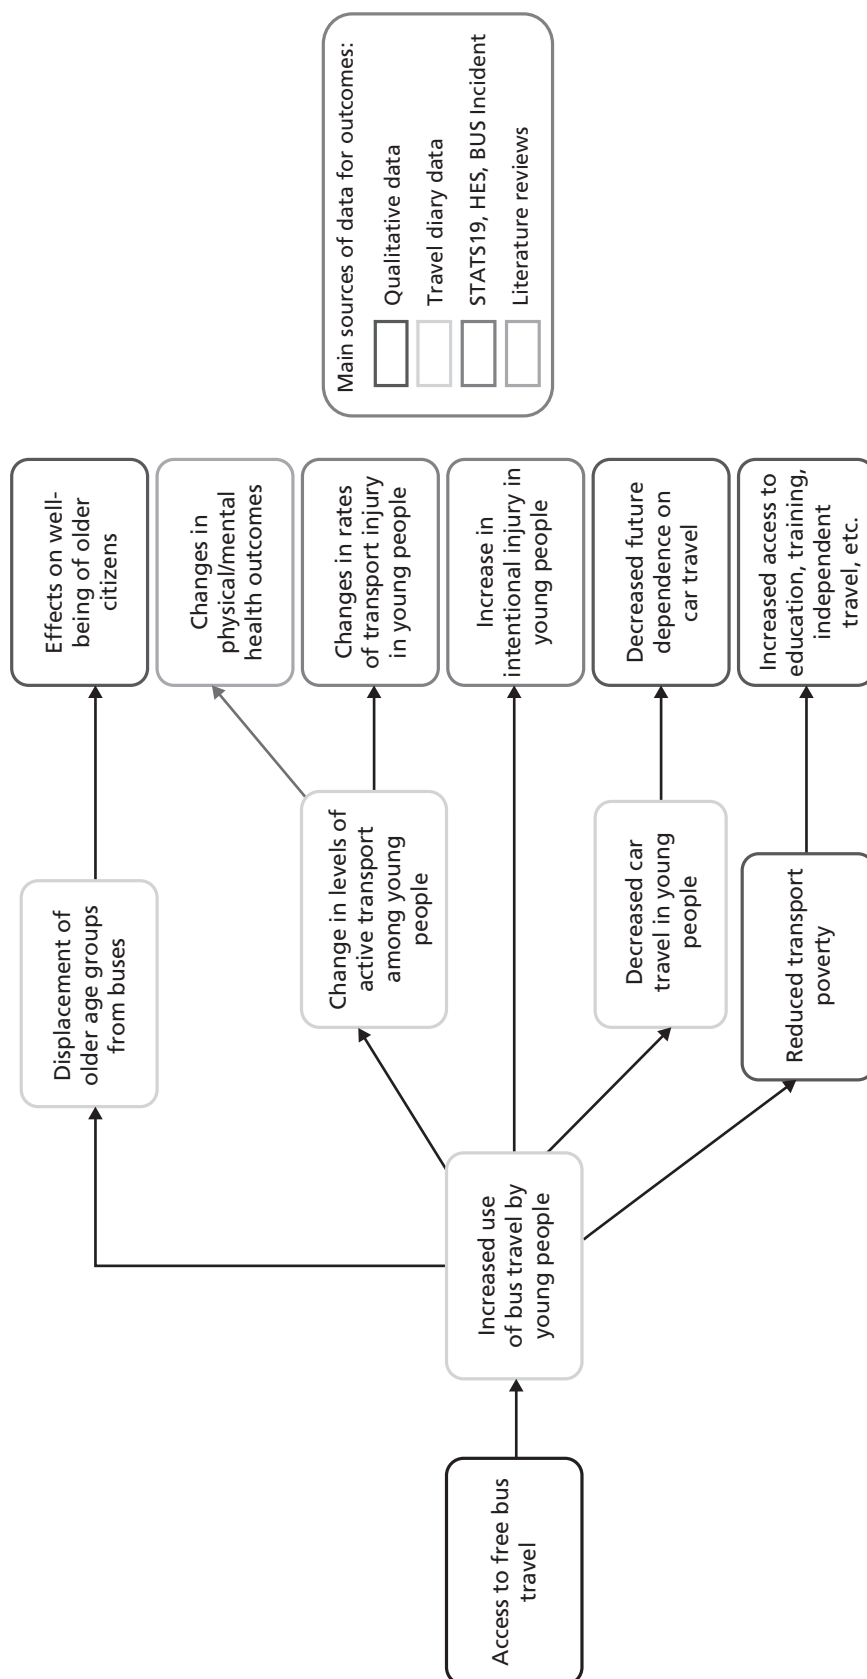 Access to free bus
travel
Increased use
of bus travel by
young people
Displacement of
older age groups
from buses
Change in levels of
active transport
among young
people
Decreased car
travel in young
people
Reduced transport
poverty
Effects on well-
being of older
citizens
Changes in
physical/mental
health outcomes
Changes in rates
of transport injury
in young people
Increase in
intentional injury in
young people
Decreased future
dependence on
car travel
Increased access to
education, training,
independent
travel, etc.
Main sources of data for outcomes:
Qualitative data
Travel diary data
STATS19, HES, BUS Incident
Literature reviews